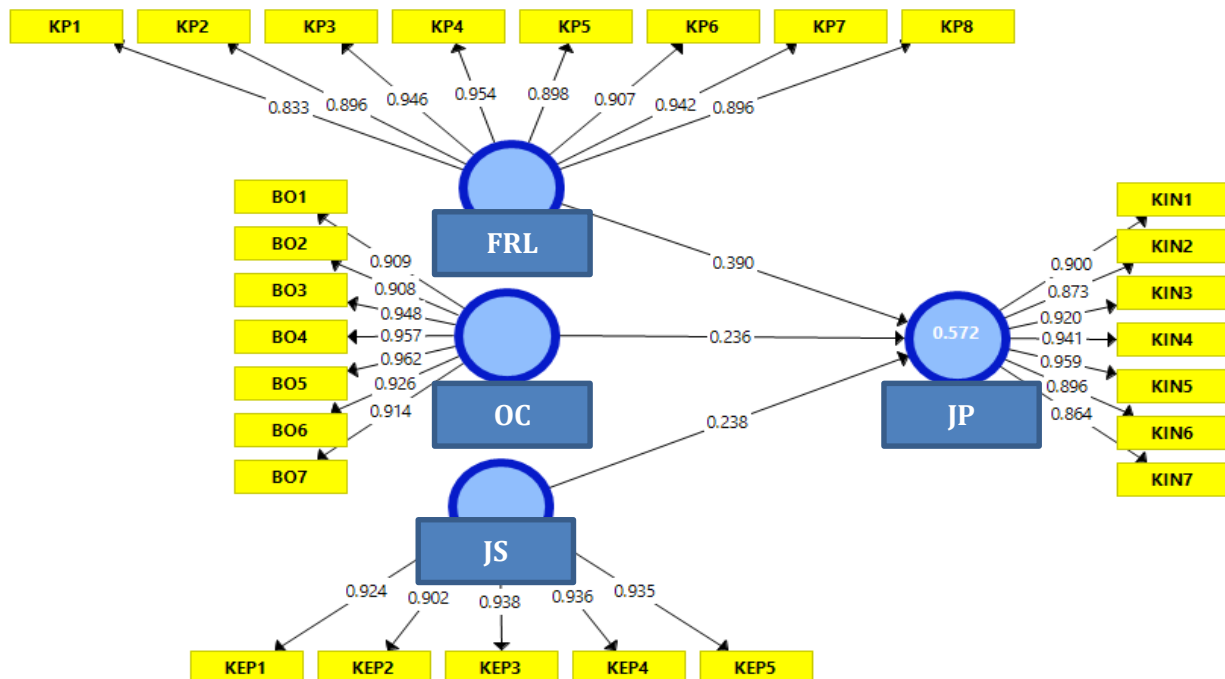 KP1 KP2 KP3 KP4 KP5 KP6 KP7 KP8
0.833 0.896 0.946 0.954 0.898 0.907 0.942 0.896
FRL
BO1
BO2
BO3
BO4
BO5
BO6
BO7
0.909
0.908
0.948
0.957
0.962
0.926
0.914
OC
0.390
0.236
0.238
0.572
JP
0.900
0.873
0.920
0.941
0.959
0.896
0.864
KIN1
KIN2
KIN3
KIN4
KIN5
KIN6
KIN7
JS
0.924 0.902 0.938 0.936 0.935
KEP1 KEP2 KEP3 KEP4 KEP5